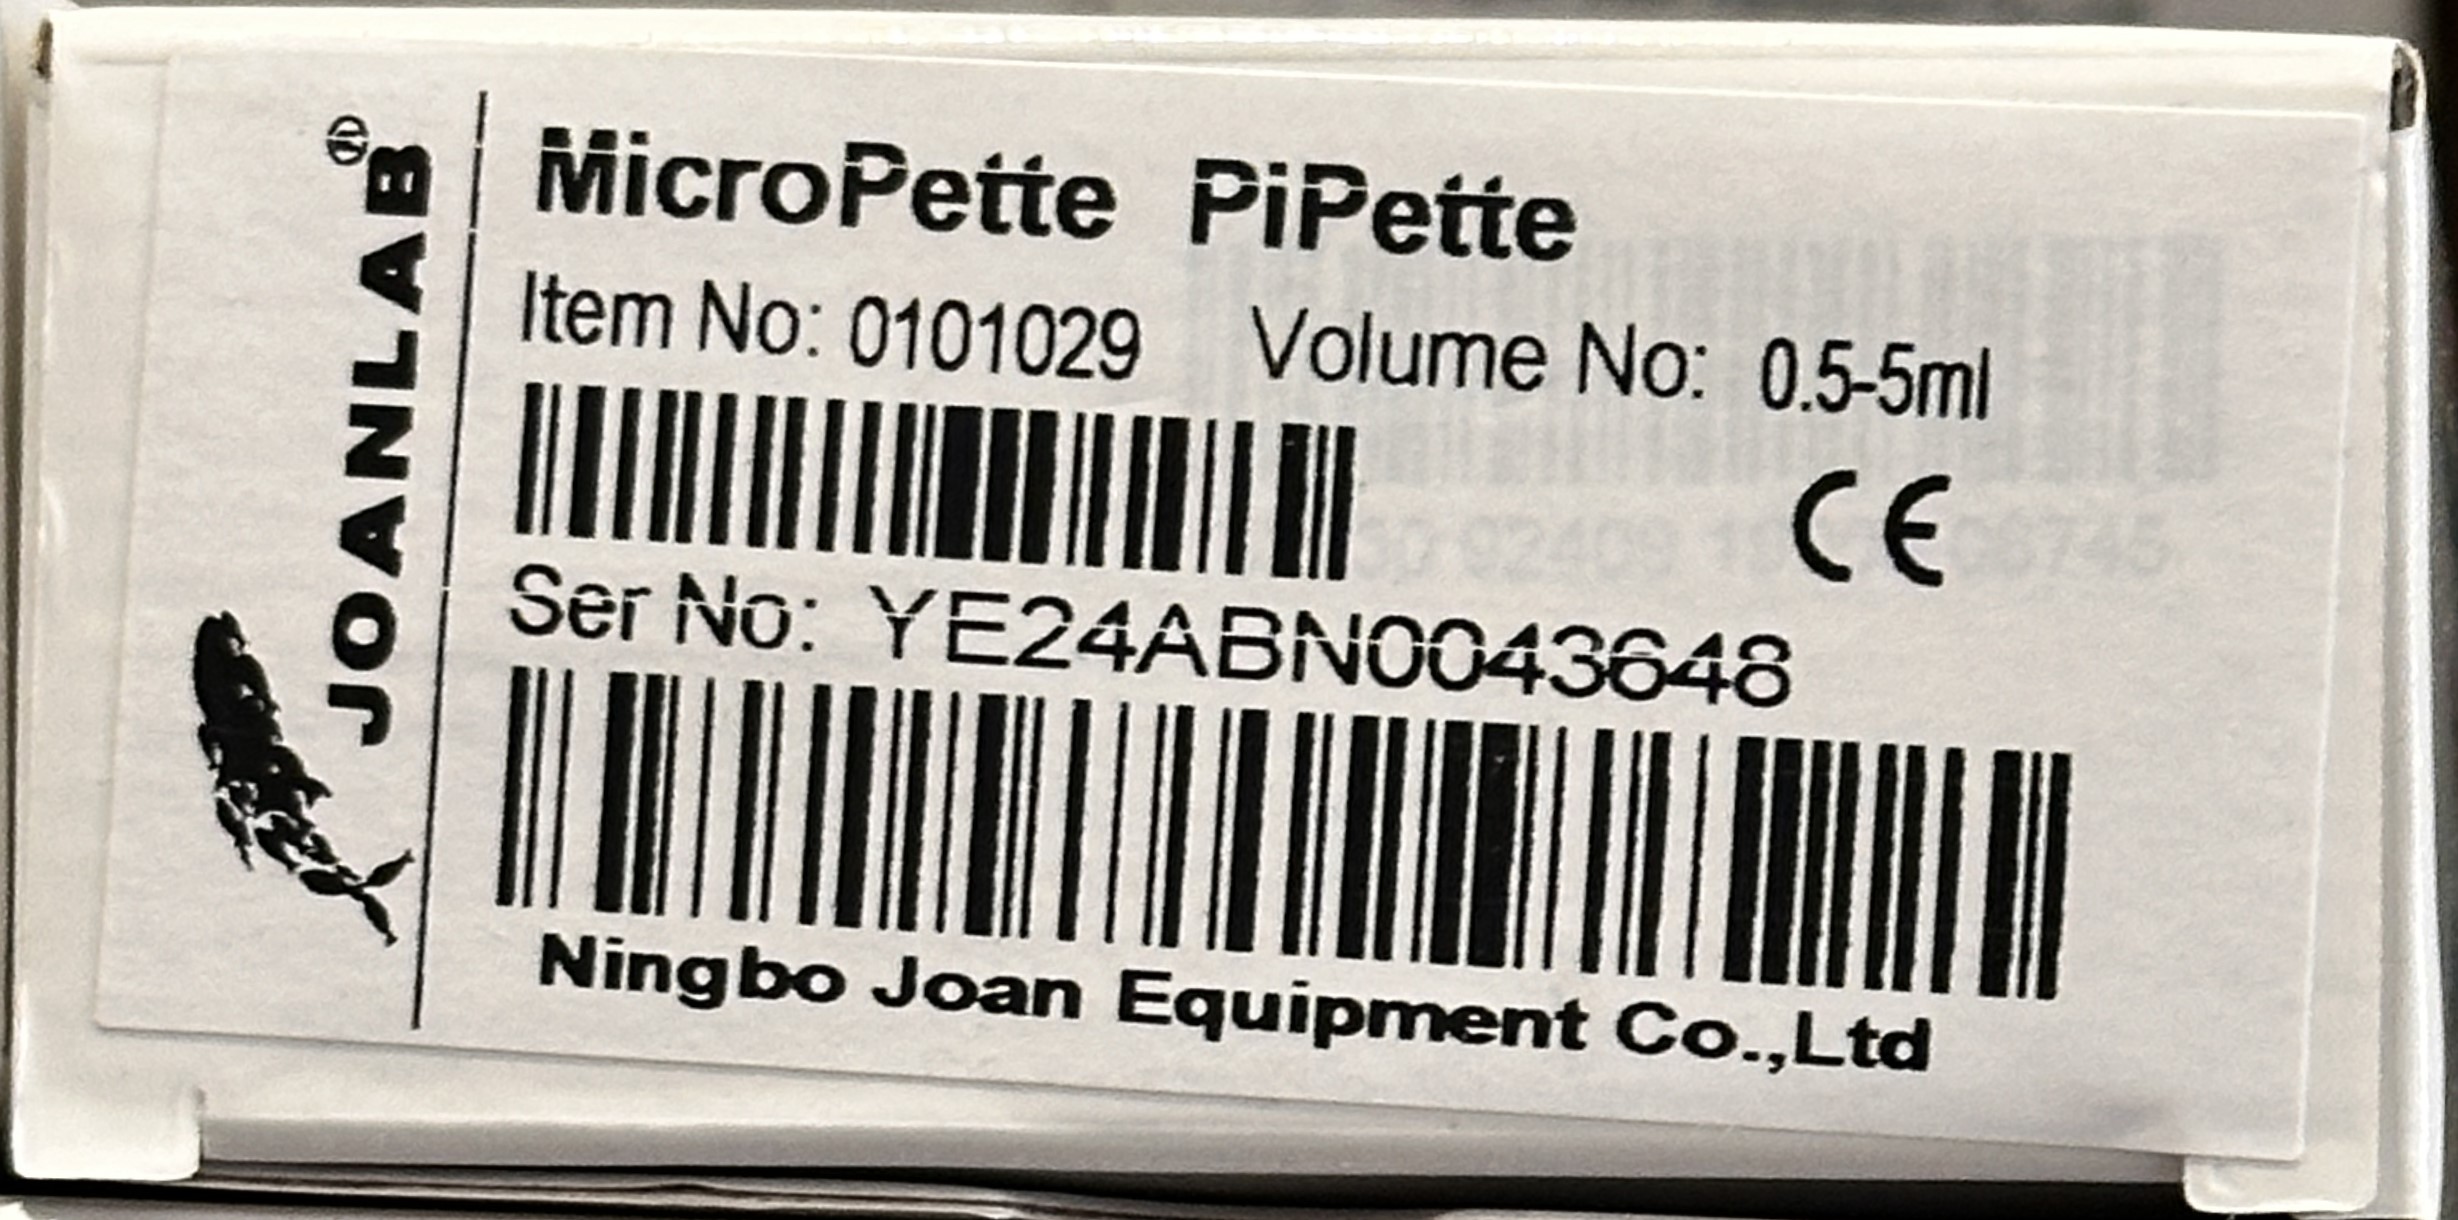 JOANLAB®
MicroPette PiPette
Item No: 0101029 Volume No: 0.5-5ml
CE
Ser No: YE24ABN0043648
Ningbo Joan Equipment Co.,Ltd